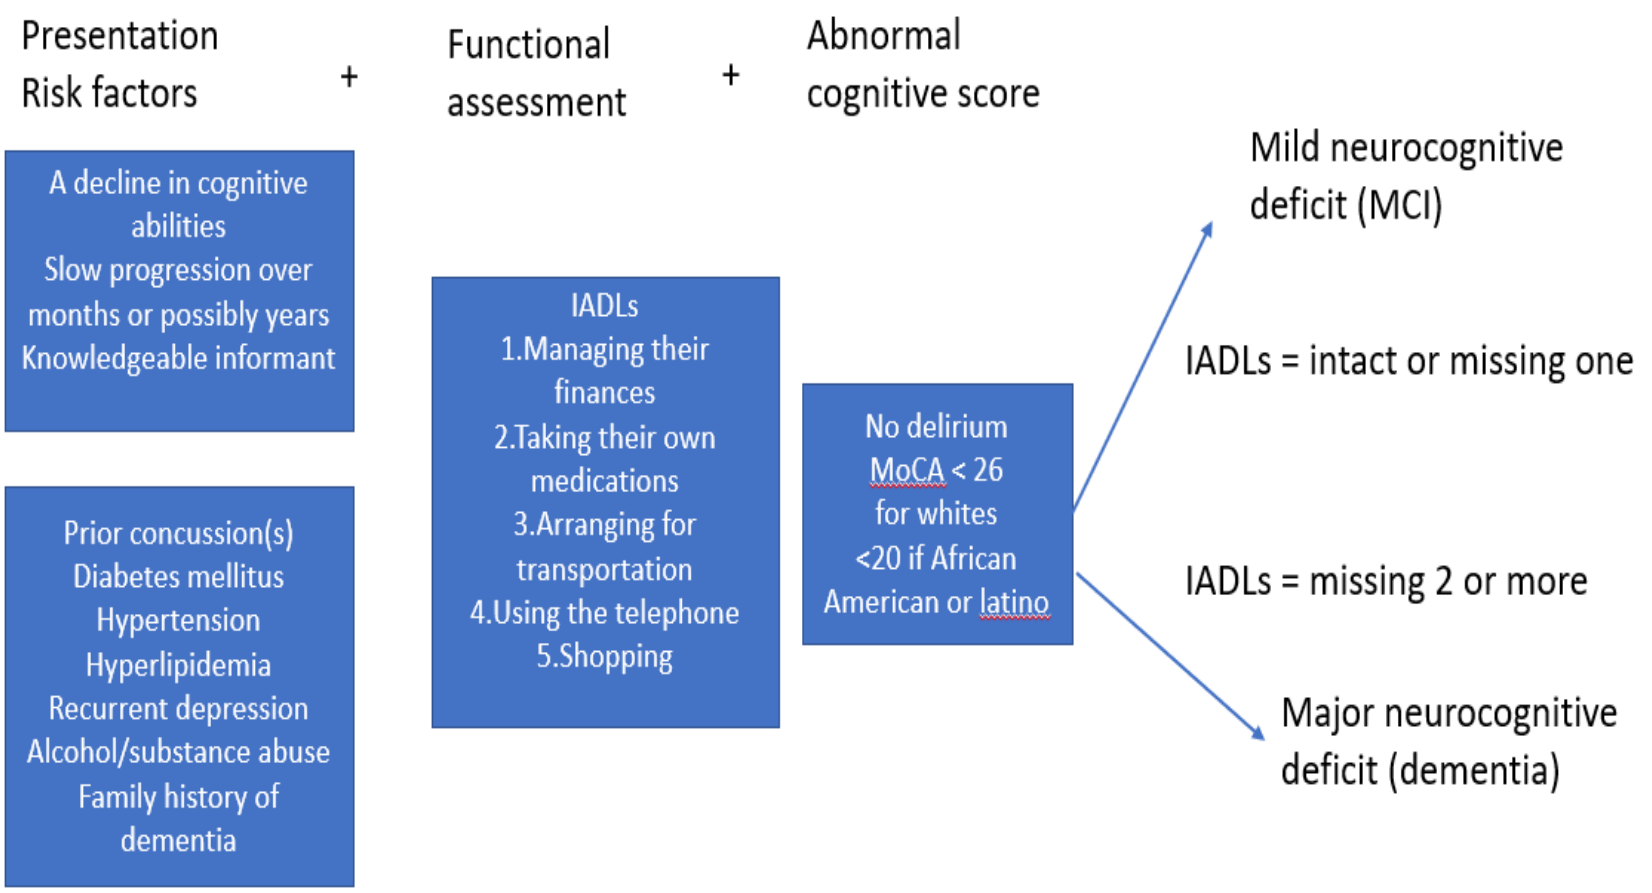 Presentation
Risk factors
+
Functional
assessment
+
Abnormal
cognitive score
A decline in cognitive
abilities
Slow progression over
months or possibly years
Knowledgeable informant
Prior concussion(s)
Diabetes mellitus
Hypertension
Hyperlipidemia
Recurrent depression
Alcohol/substance abuse
Family history of
dementia
IADLs
1.Managing their
finances
2.Taking their own
medications
3.Arranging for
transportation
4.Using the telephone
5.Shopping
No delirium
MoCA < 26
for whites
<20 if African
American or latino
Mild neurocognitive
deficit (MCI)
IADLs = intact or missing one
IADLs = missing 2 or more
Major neurocognitive
deficit (dementia)